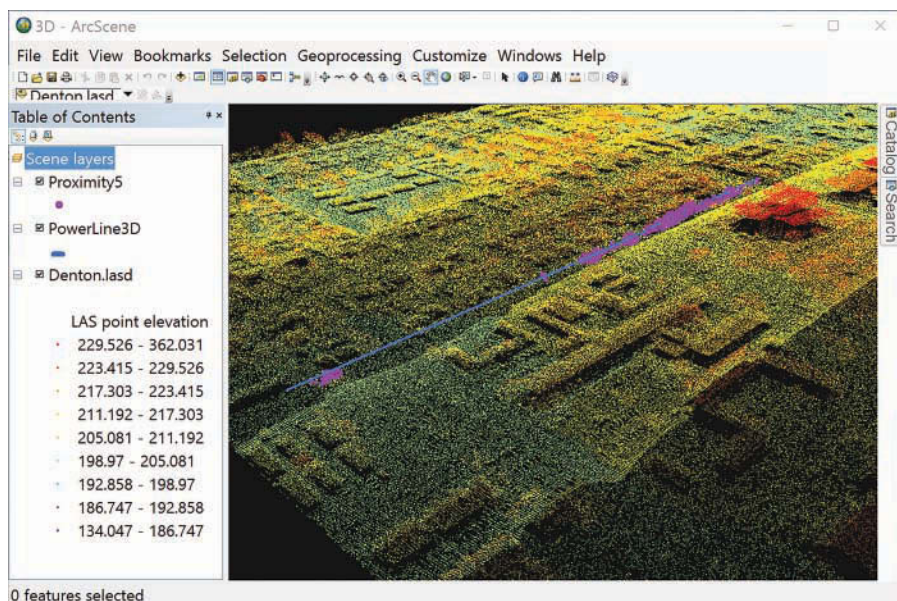 3D - ArcScene
File Edit View Bookmarks Selection Geoprocessing Customize Windows Help
Denton.lasd
Table of Contents
Scene layers
Proximity5
PowerLine3D
Denton.lasd
LAS point elevation
229.526 - 362.031
223.415 - 229.526
217.303 - 223.415
211.192 - 217.303
205.081 - 211.192
198.97 - 205.081
192.858 - 198.97
186.747 - 192.858
134.047 - 186.747
Catalog
Search
0 features selected